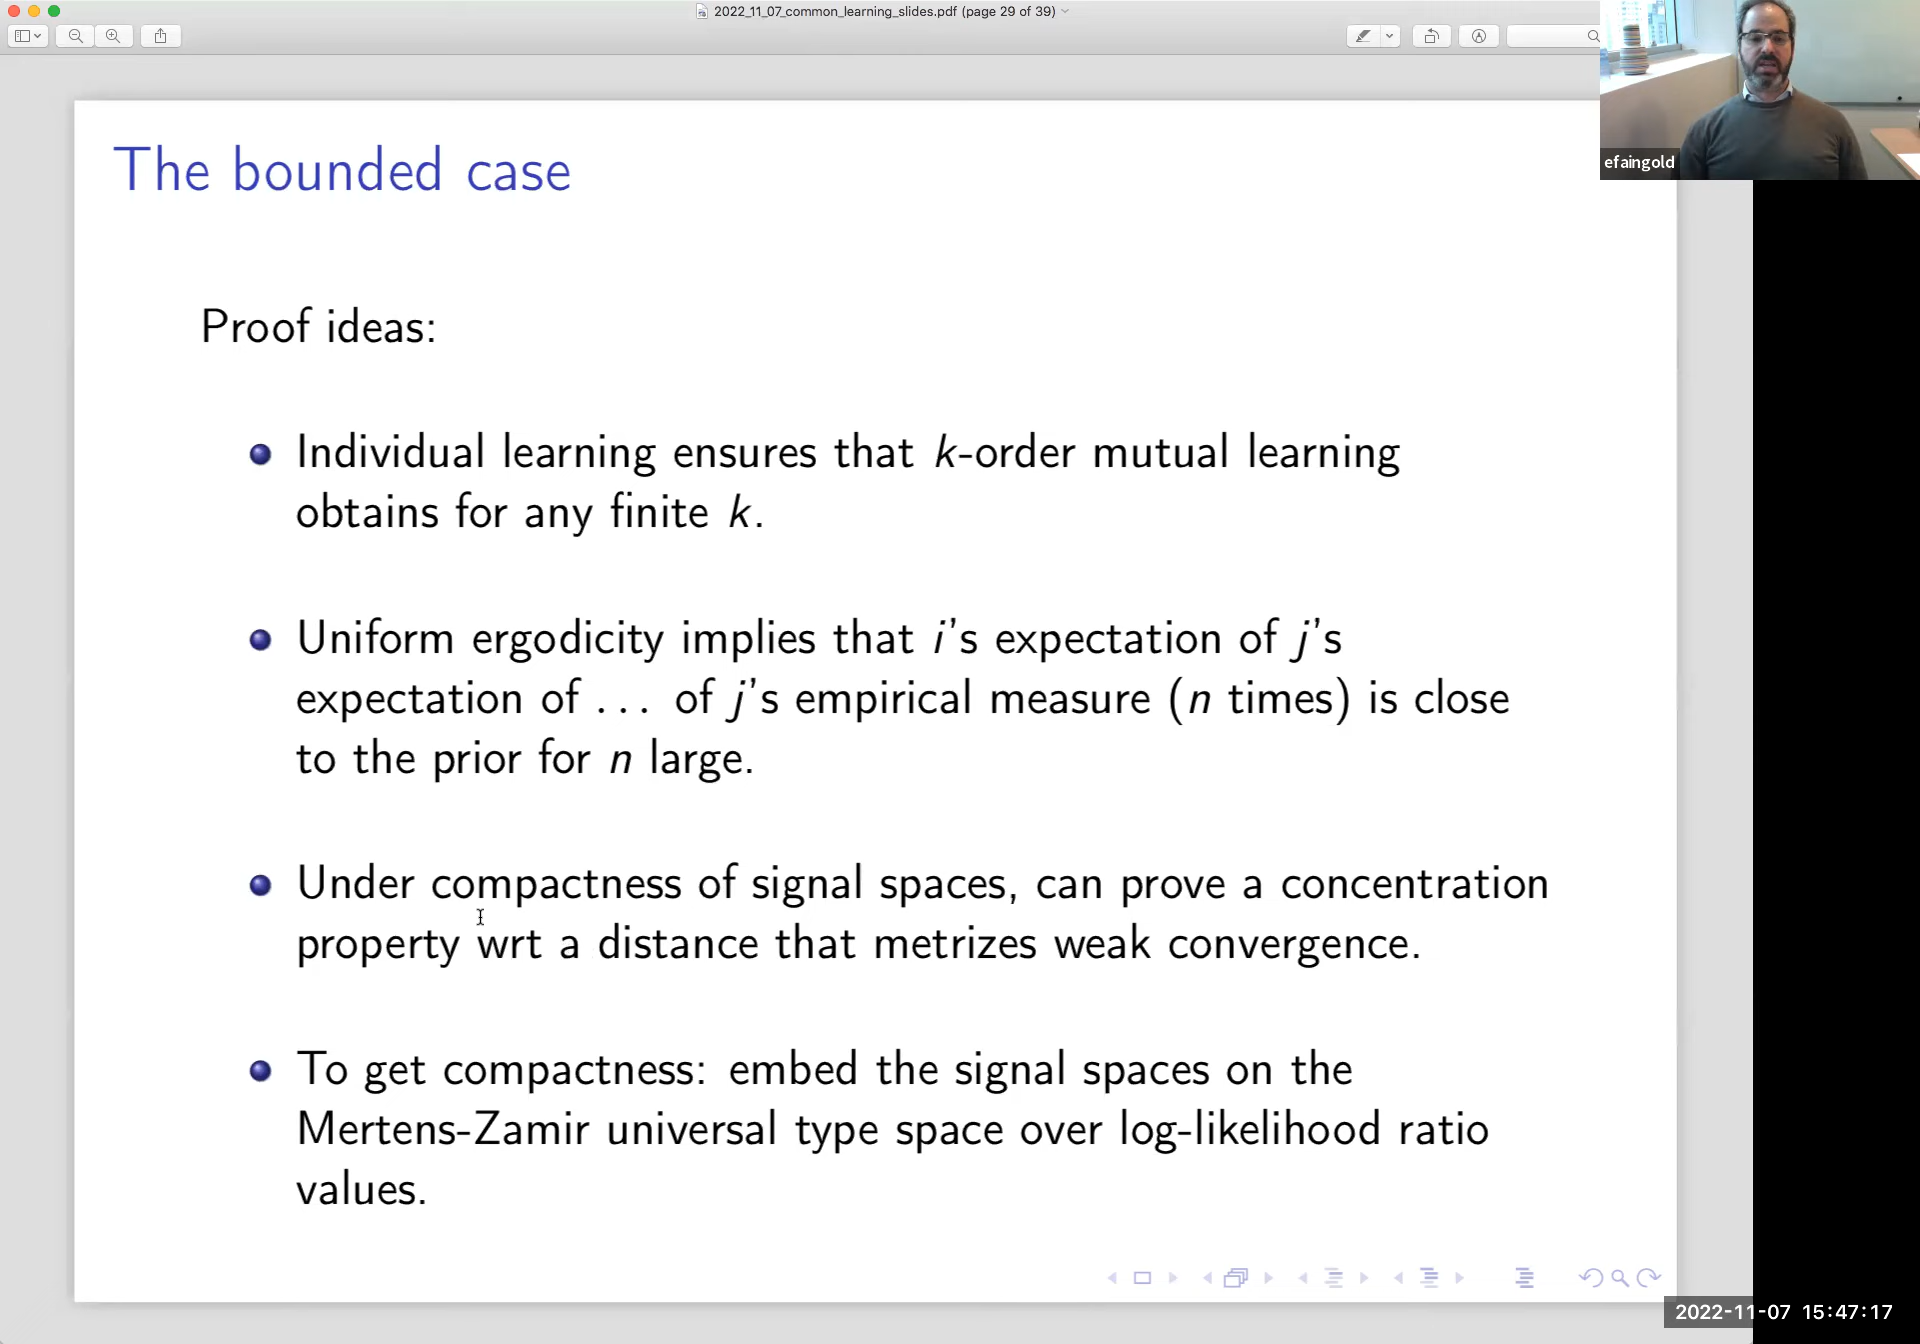 2022_11_07_common_learning_slides.pdf (page 29 of 39)
efaingold
The bounded case
Proof ideas:
Individual learning ensures that k-order mutual learning
obtains for any finite k.
Uniform ergodicity implies that i's expectation of j's
expectation of ... of j's empirical measure (n times) is close
to the prior for n large.
Under compactness of signal spaces, can prove a concentration
property wrt a distance that metrizes weak convergence.
To get compactness: embed the signal spaces on the
Mertens-Zamir universal type space over log-likelihood ratio
values.
2022-11-07 15:47:17